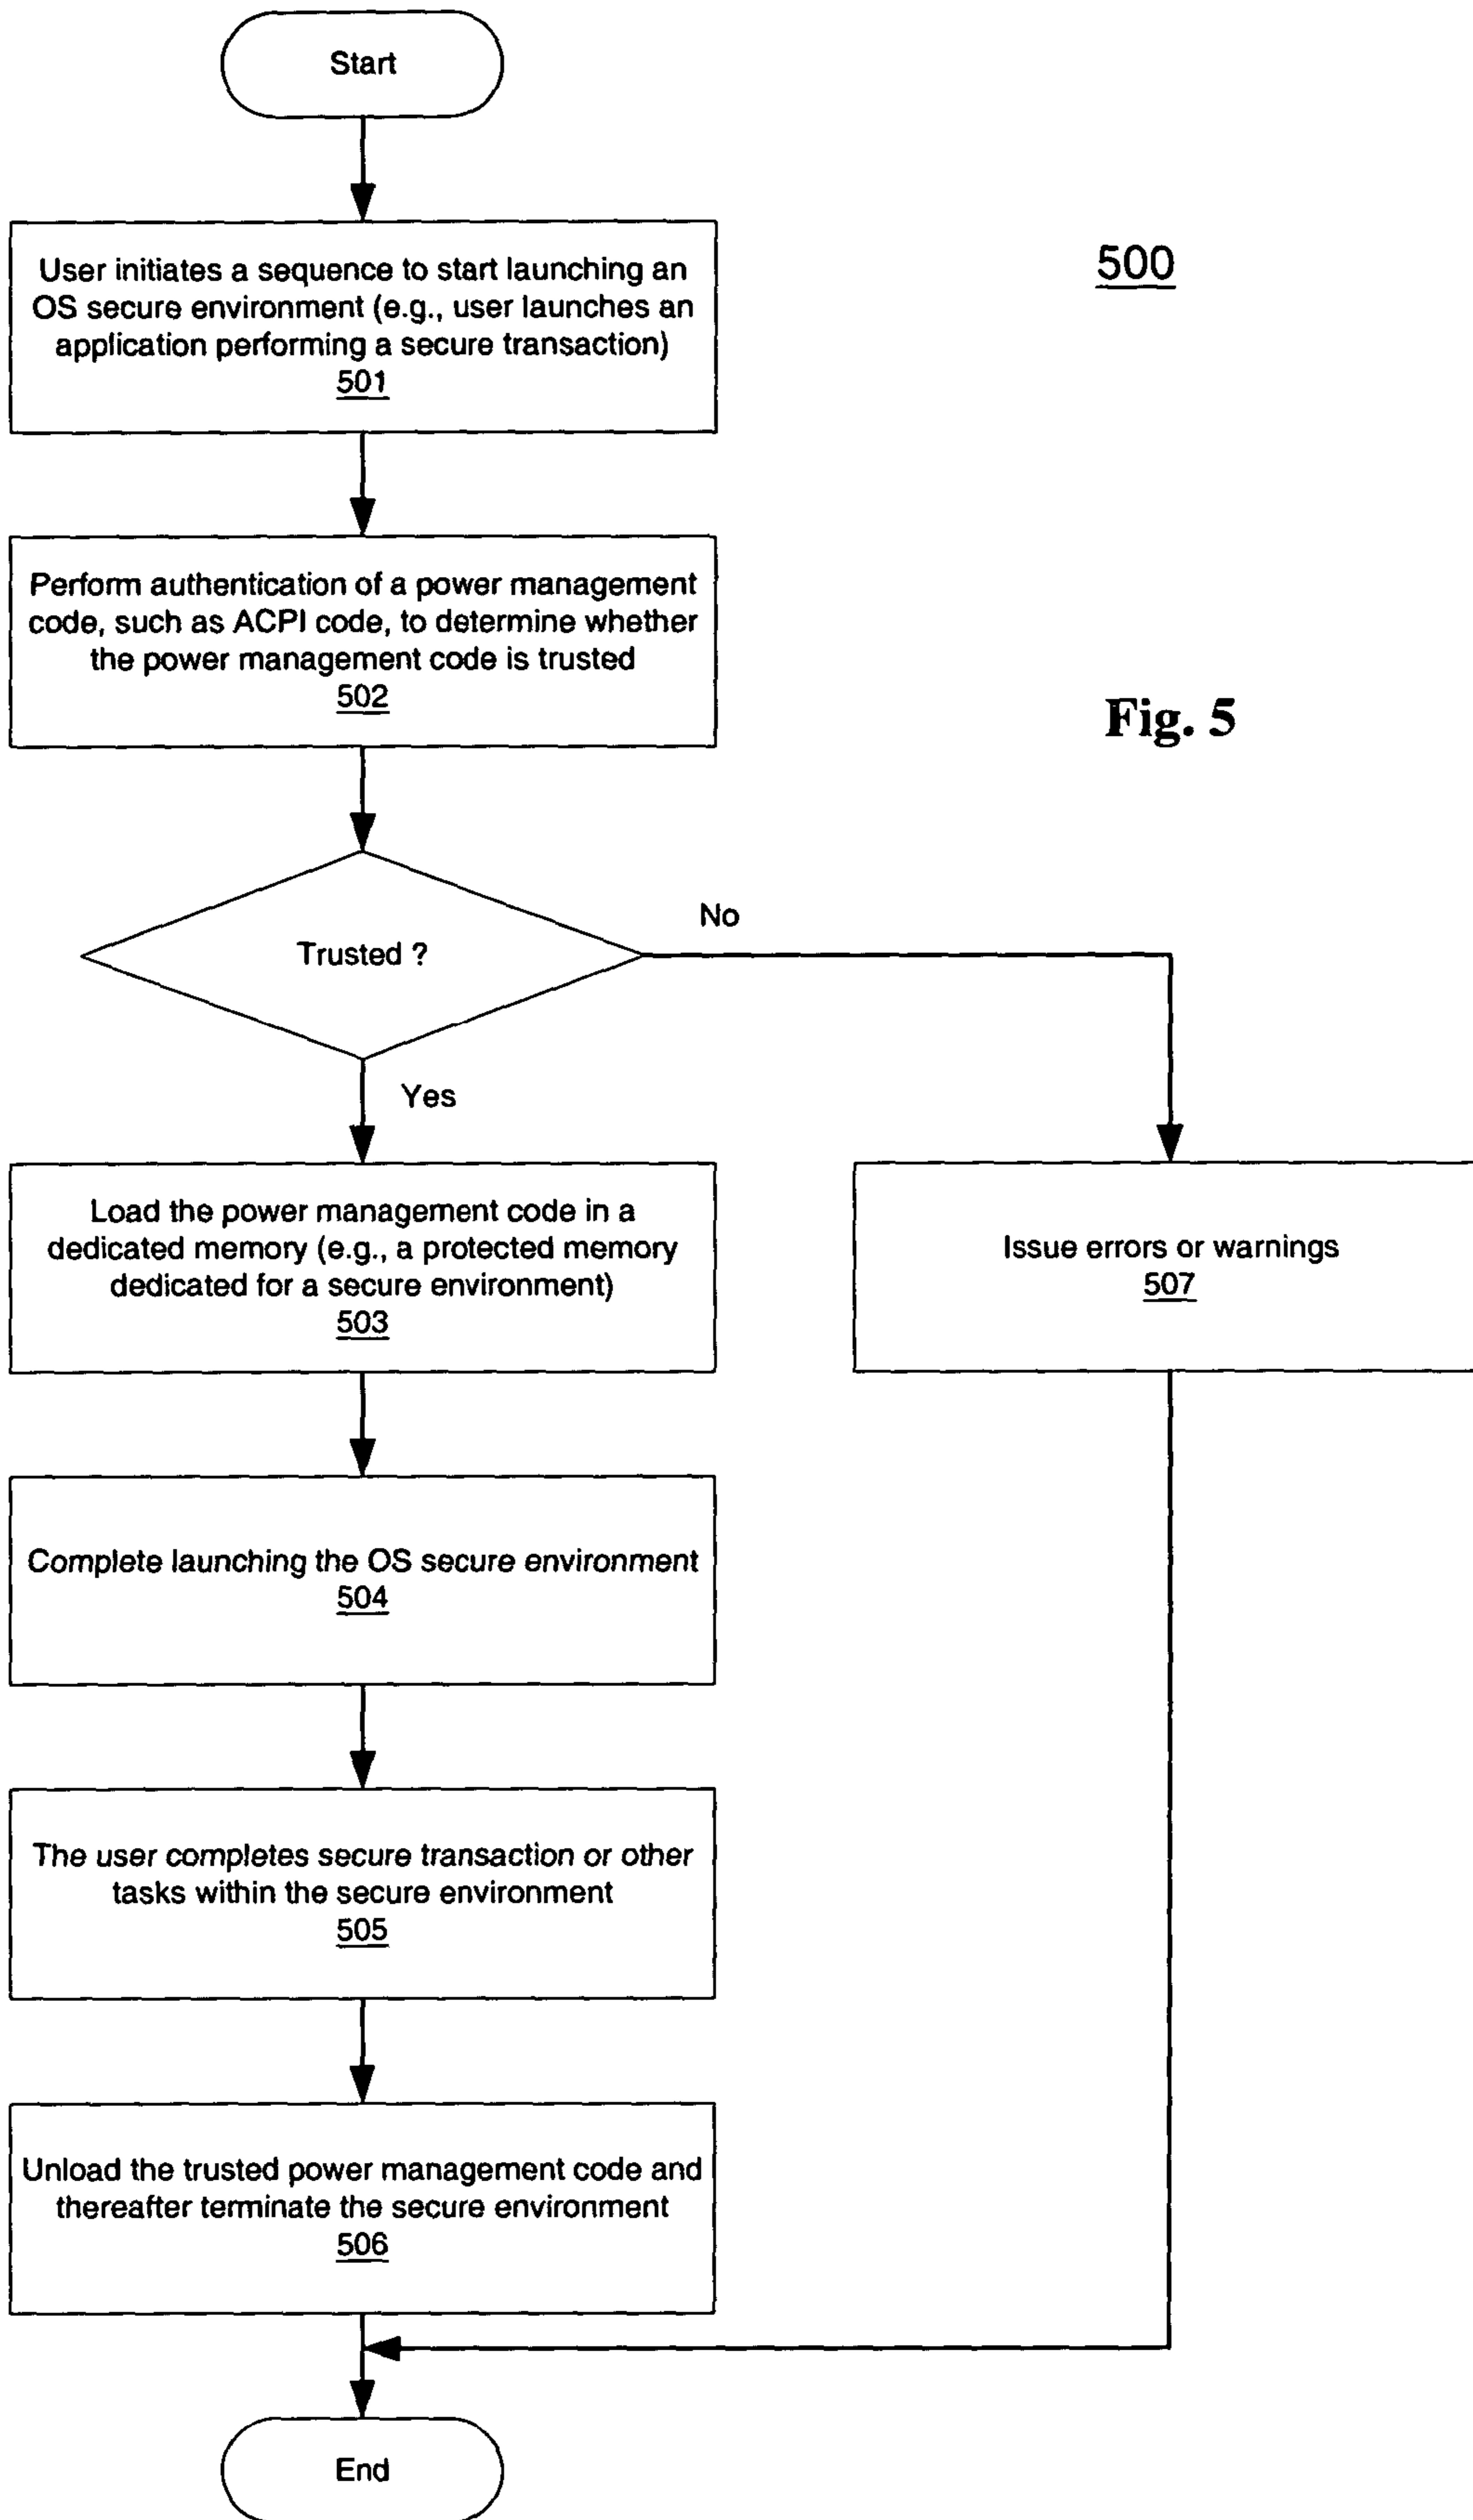 Start
User initiates a sequence to start launching an
OS secure environment (e.g., user launches an
application performing a secure transaction)
501
500
Perform authentication of a power management
code, such as ACPI code, to determine whether
the power management code is trusted
502
Fig. 5
Trusted ?
No
Yes
Load the power management code in a
dedicated memory (e.g., a protected memory
dedicated for a secure environment)
503
Issue errors or warnings
507
Complete launching the OS secure environment
504
The user completes secure transaction or other
tasks within the secure environment
505
Unload the trusted power management code and
thereafter terminate the secure environment
506
End